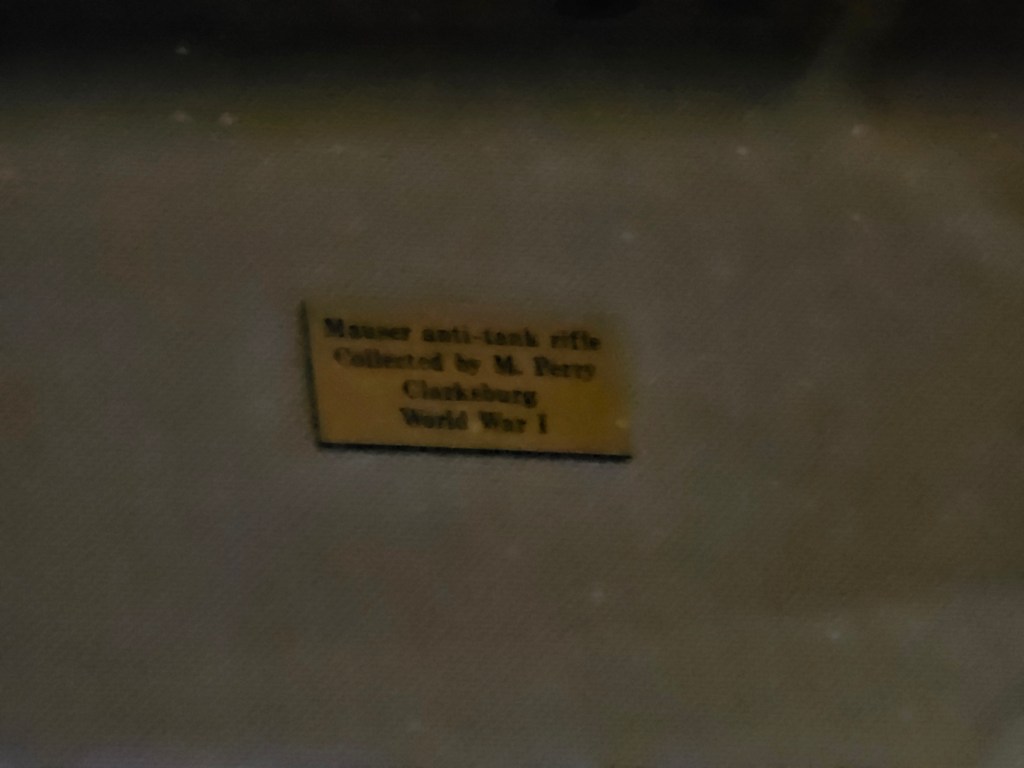 Mauser anti-tank rifle
Collected by M. Perry
Clarksburg
World War I